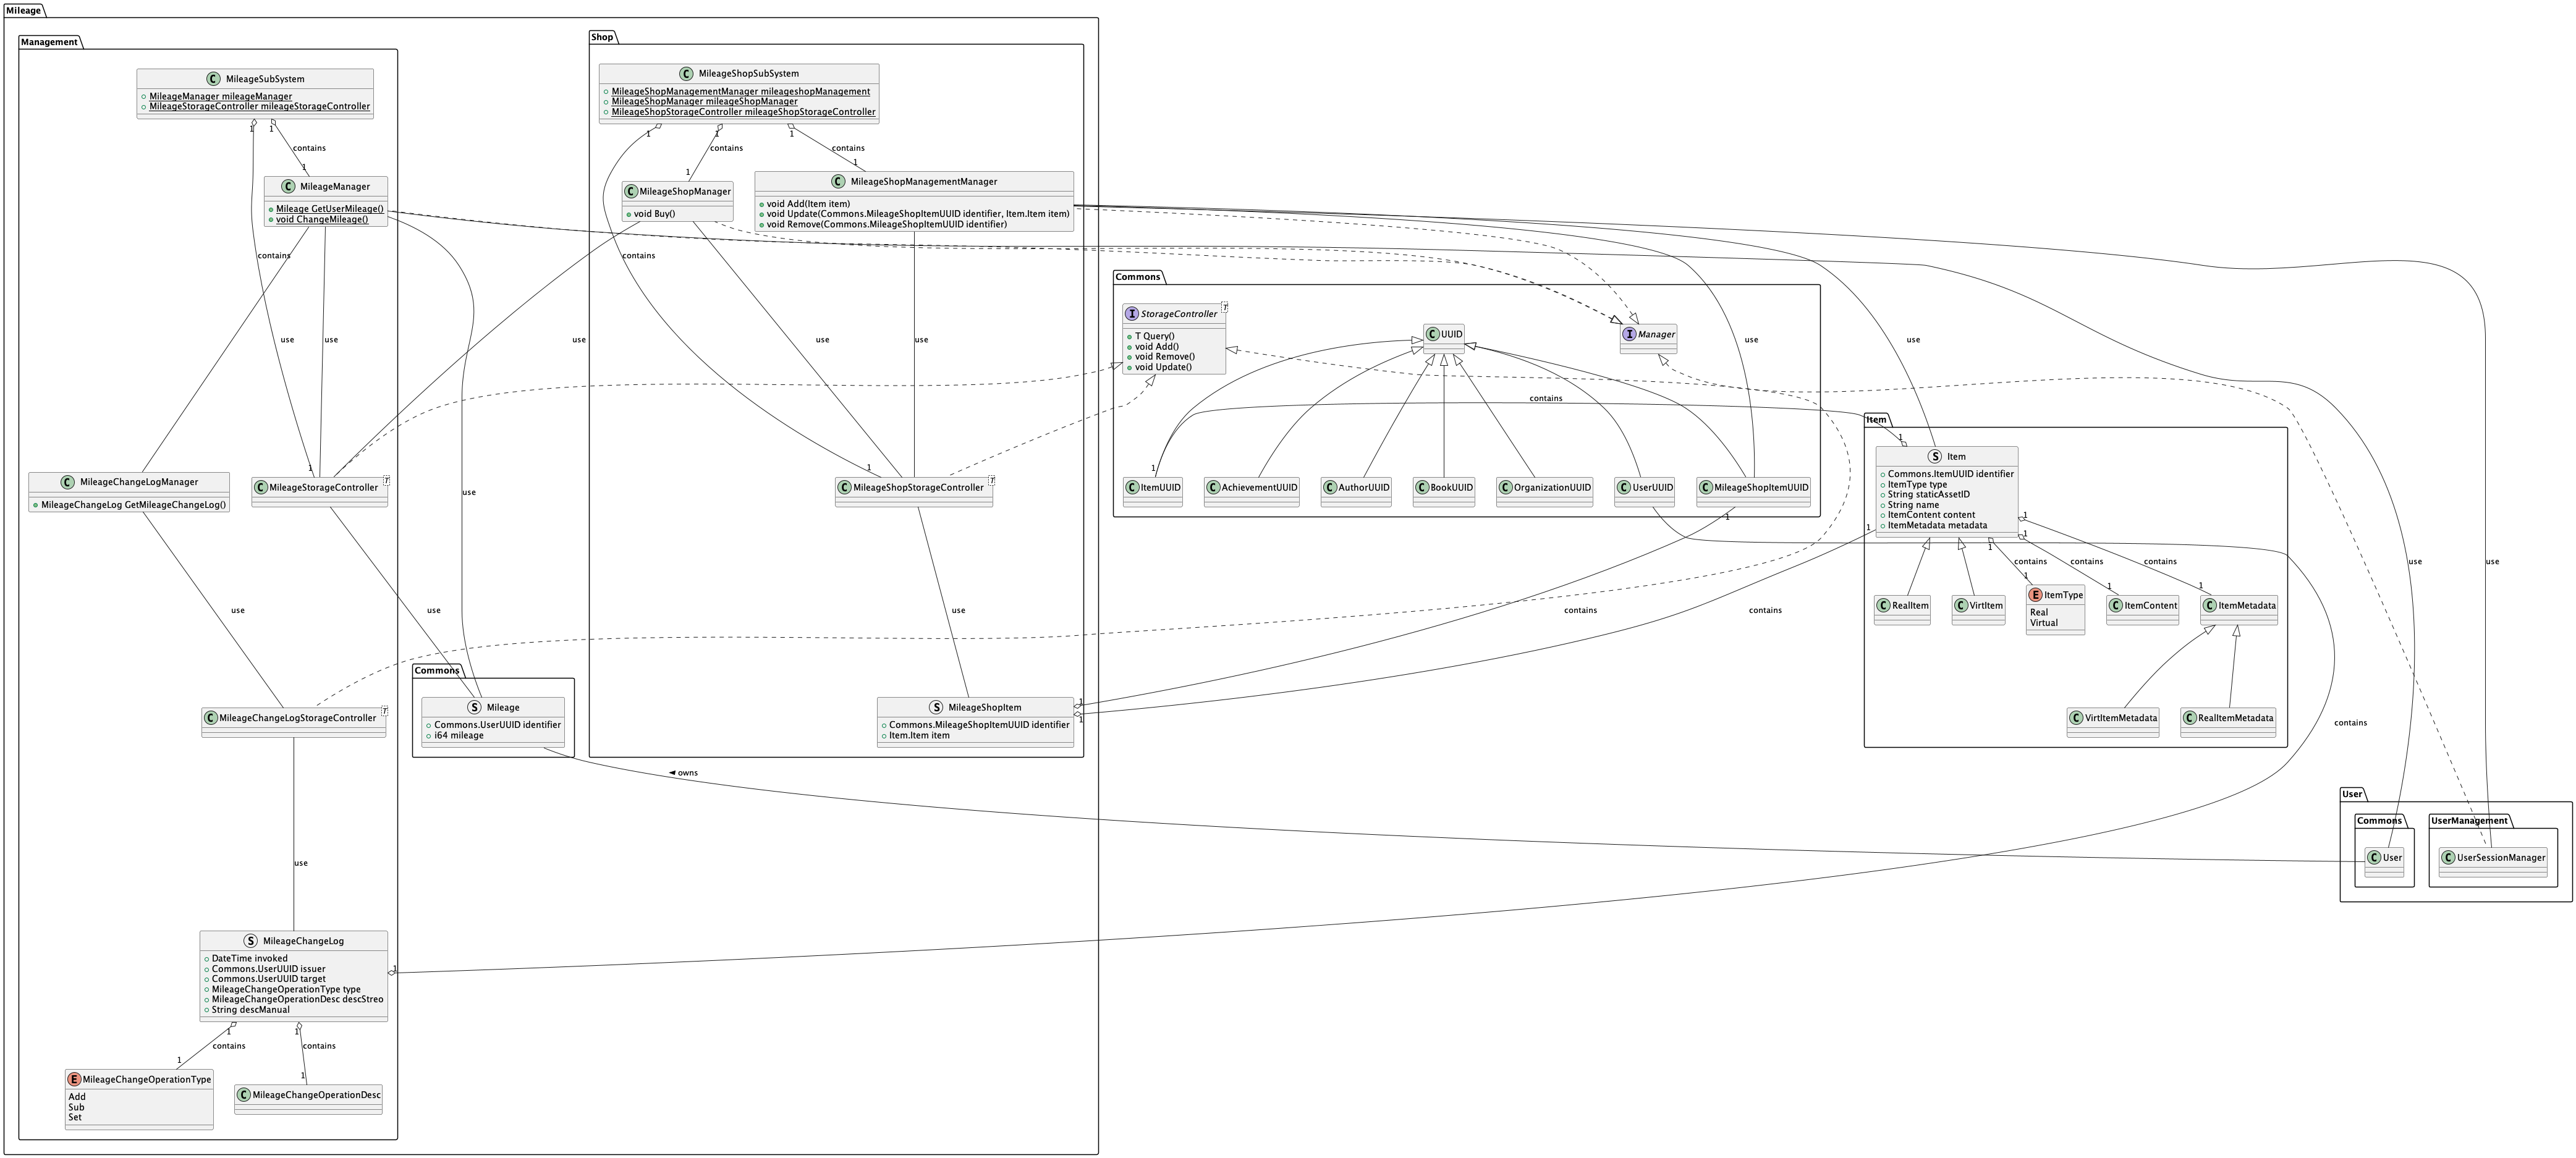 Mileage
Management
C MileageSubSystem
MileageManager mileageManager
MileageStorageController mileageStorageController
1
1
contains
1
C MileageManager
Mileage GetUserMileage()
void ChangeMileage()
contains
use
use
use
1
C MileageChangeLogManager
MileageChangeLog GetMileageChangeLog()
C MileageStorageController T
use
use
C MileageChangeLogStorageController T
use
S MileageChangeLog
DateTime invoked
Commons.UserUUID issuer
Commons.UserUUID target
MileageChangeOperationType type
MileageChangeOperationDesc descStreo
String descManual
1
1
1
contains
contains
1
1
E MileageChangeOperationType
Add
Sub
Set
C MileageChangeOperationDesc
Commons
S Mileage
Commons.UserUUID identifier
i64 mileage
owns
Shop
C MileageShopSubSystem
MileageShopManagementManager mileageshopManagement
MileageShopManager mileageShopManager
MileageShopStorageController mileageShopStorageController
1
1
1
contains
contains
1
1
C MileageShopManager
void Buy()
C MileageShopManagementManager
void Add(Item item)
void Update(Commons.MileageShopItemUUID identifier, Item.Item item)
void Remove(Commons.MileageShopItemUUID identifier)
contains
use
use
use
1
C MileageShopStorageController T
use
S MileageShopItem
Commons.MileageShopItemUUID identifier
Item.Item item
1
1
Commons
I StorageController T
T Query()
void Add()
void Remove()
void Update()
C UUID
I Manager
use
contains
1
C ItemUUID
C AchievementUUID
C AuthorUUID
C BookUUID
C OrganizationUUID
C UserUUID
C MileageShopItemUUID
1
contains
contains
use
Item
1
S Item
Commons.ItemUUID identifier
ItemType type
String staticAssetID
String name
ItemContent content
ItemMetadata metadata
1
1
1
1
contains
contains
contains
1
1
1
C RealItem
C VirtItem
E ItemType
Real
Virtual
C ItemContent
C ItemMetadata
C VirtItemMetadata
C RealItemMetadata
use
use
contains
User
Commons
C User
UserManagement
C UserSessionManager